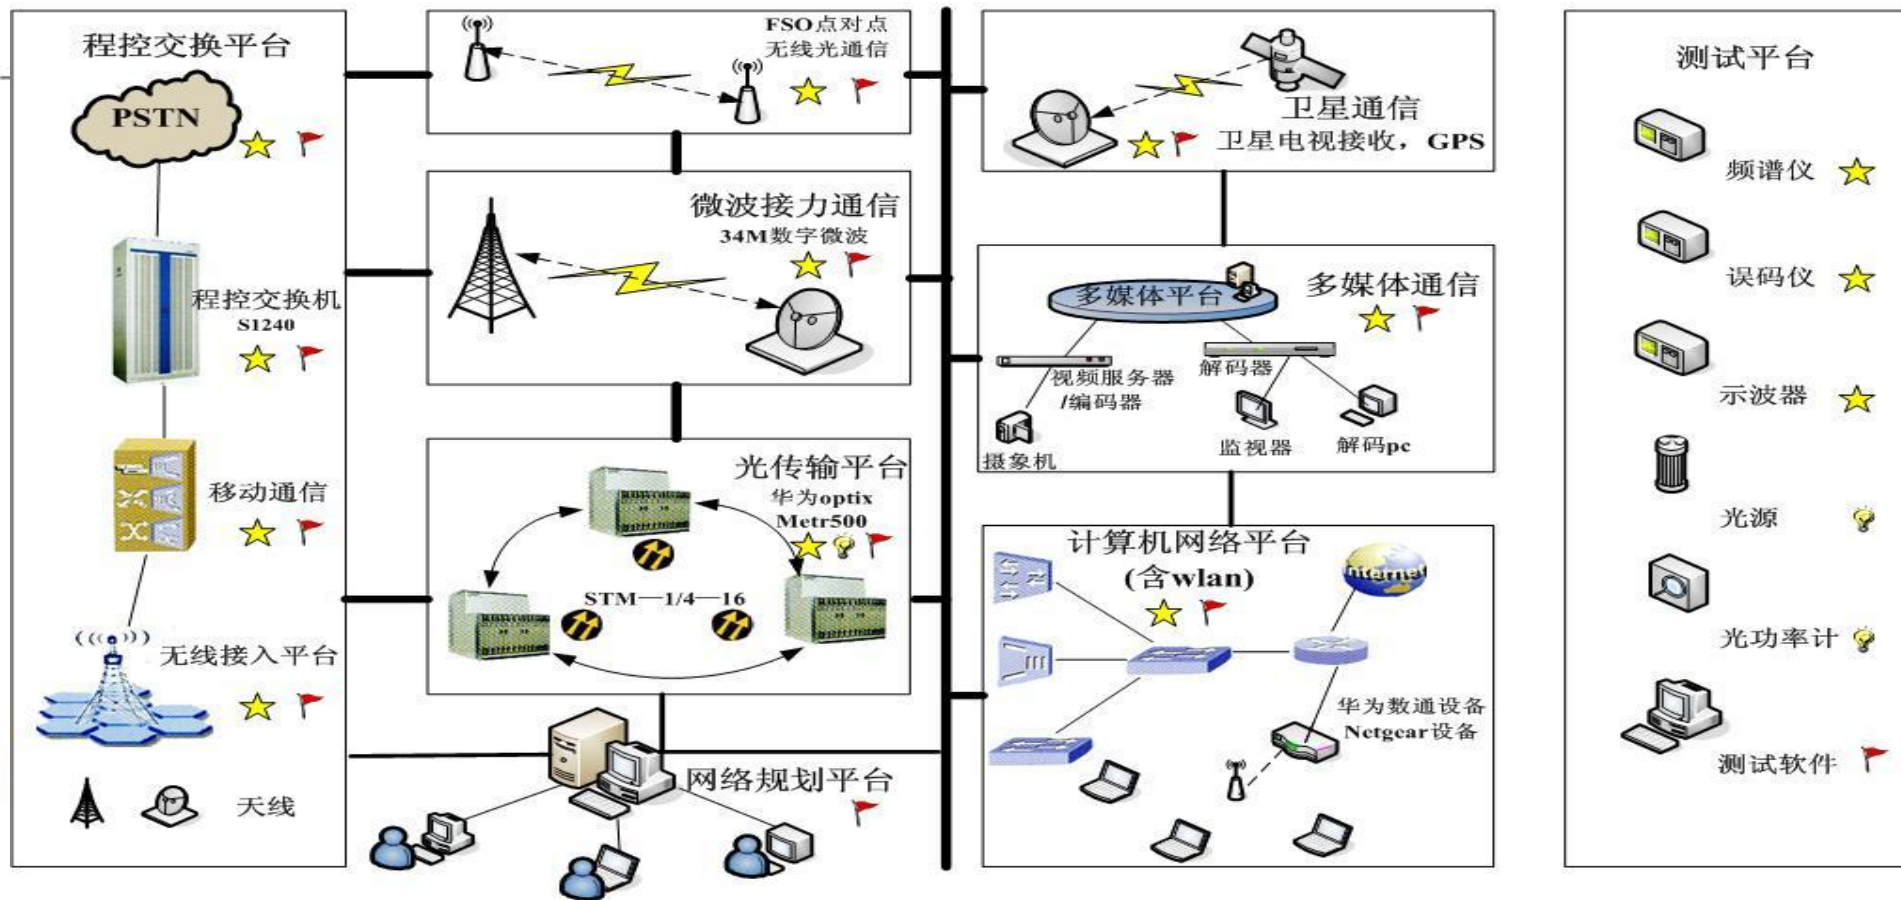 程控交换平台
PSTN
程控交换机
S1240
移动通信
无线接入平台
天线
FSO点对点
无线光通信
微波接力通信
34M数字微波
光传输平台
华为optix
Metr500
STM—1/4—16
网络规划平台
卫星通信
卫星电视接收，GPS
多媒体平台
多媒体通信
视频服务器
/编码器
解码器
摄象机
监视器
解码pc
计算机网络平台
(含wlan)
Internet
华为数通设备
Netgear设备
测试平台
频谱仪
误码仪
示波器
光源
光功率计
测试软件